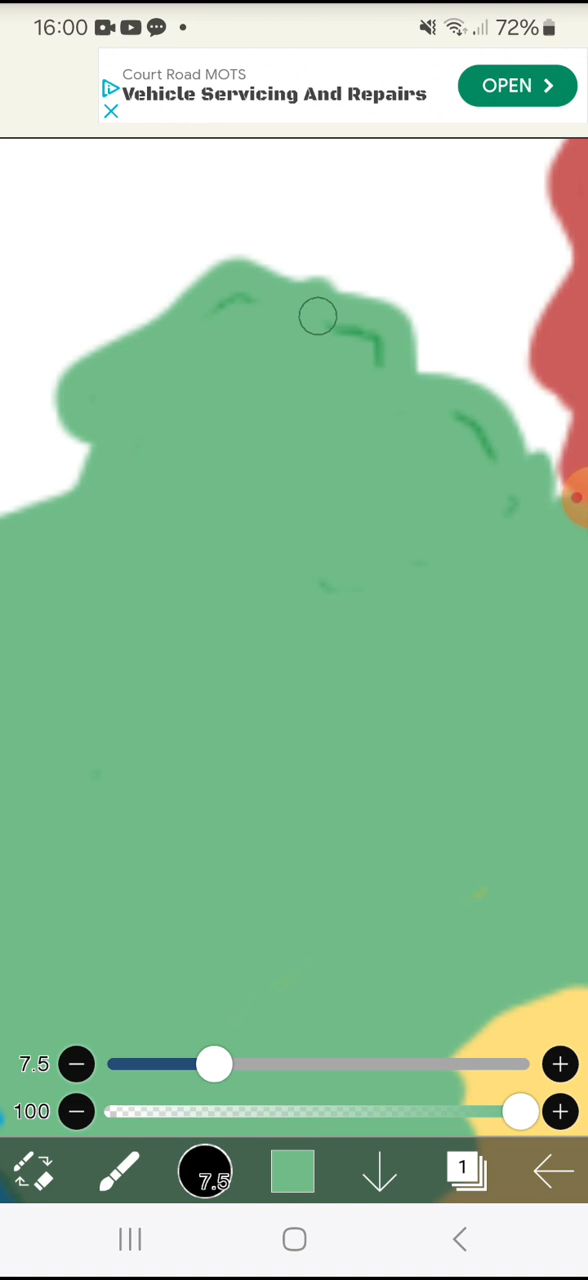 16:00 72%
Court Road MOTS
Vehicle Servicing And Repairs
OPEN
7.5
100
7.5
1